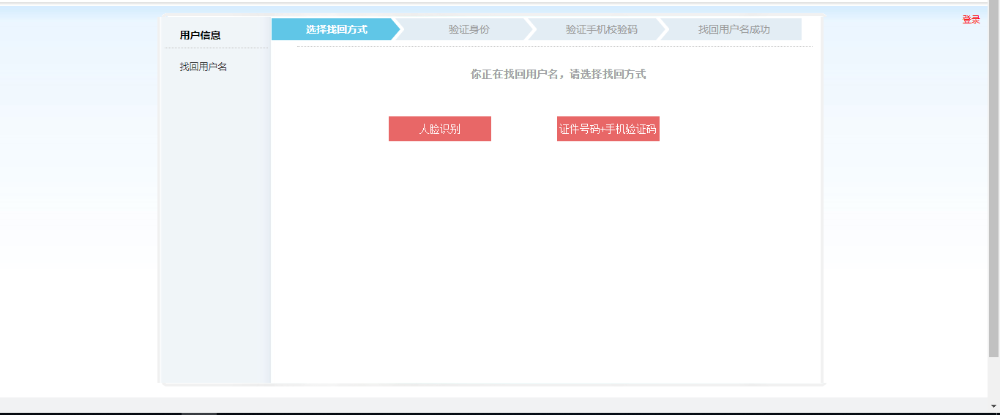 登录
用户信息
找回用户名
选择找回方式
验证身份
验证手机校验码
找回用户名成功
你正在找回用户名，请选择找回方式
人脸识别
证件号码+手机验证码